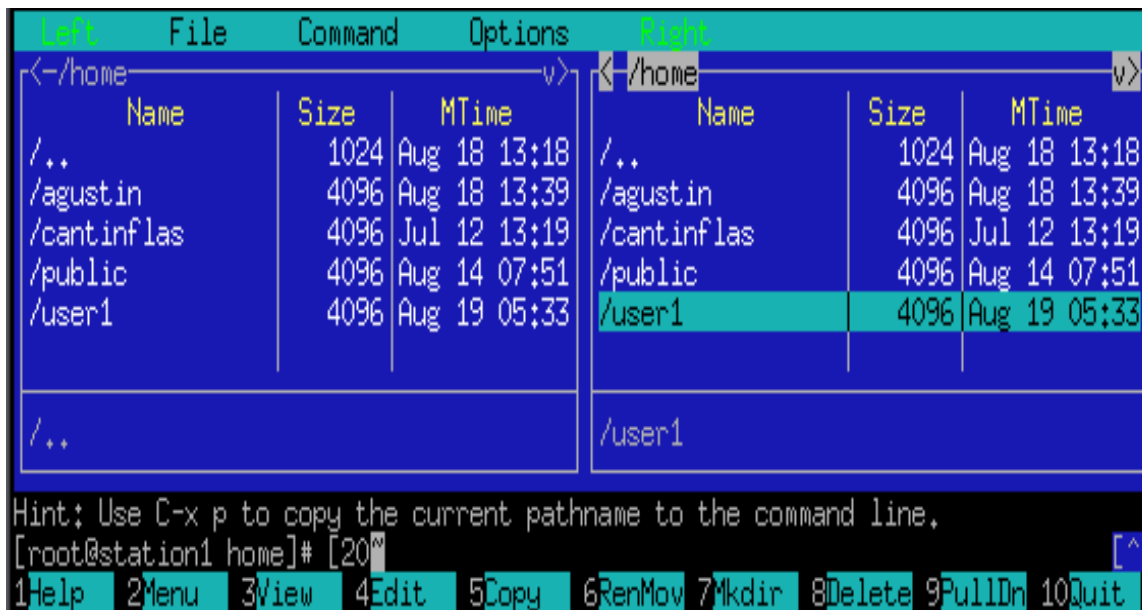 Left File Command Options Right
<-/home v> < /home v>
Name Size MTime Name Size MTime
/.. 1024 Aug 18 13:18 /.. 1024 Aug 18 13:18
/agustin 4096 Aug 18 13:39 /agustin 4096 Aug 18 13:39
/cantinflas 4096 Jul 12 13:19 /cantinflas 4096 Jul 12 13:19
/public 4096 Aug 14 07:51 /public 4096 Aug 14 07:51
/user1 4096 Aug 19 05:33 /user1 4096 Aug 19 05:33
/.. /user1
Hint: Use C-x p to copy the current pathname to the command line.
[root@station1 home]# [20~ [^
1Help 2Menu 3View 4Edit 5Copy 6RenMov 7Mkdir 8Delete 9PullDn 10Quit